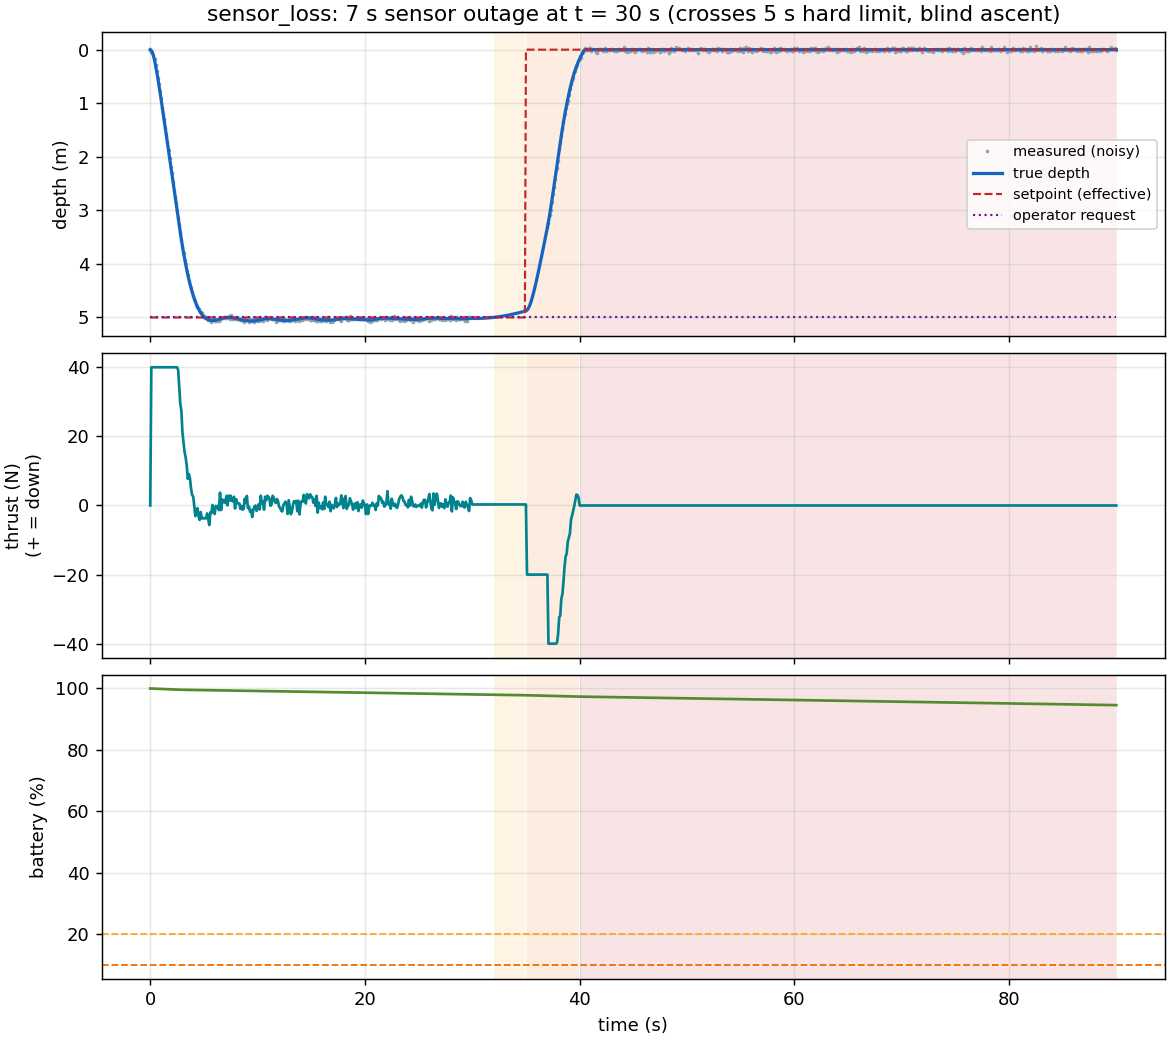 sensor_loss: 7 s sensor outage at t = 30 s (crosses 5 s hard limit, blind ascent)
0
1
2
3
4
5
depth (m)
measured (noisy)
true depth
setpoint (effective)
operator request
40
20
0
−20
−40
thrust (N)
(+ = down)
100
80
60
40
20
battery (%)
0
20
40
60
80
time (s)